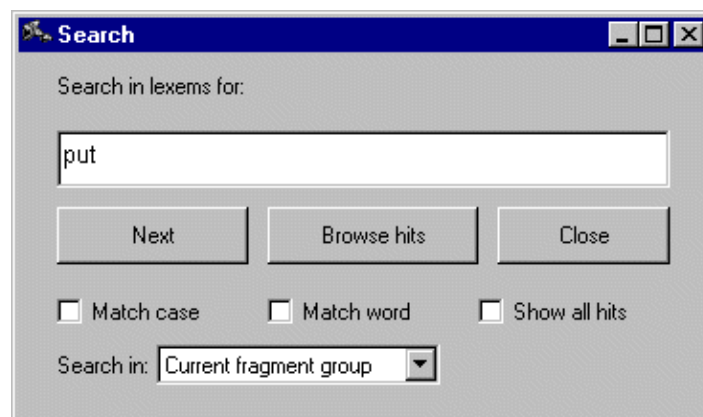 Search
Search in lexems for:
put
Next Browse hits Close
Match case Match word Show all hits
Search in: Current fragment group